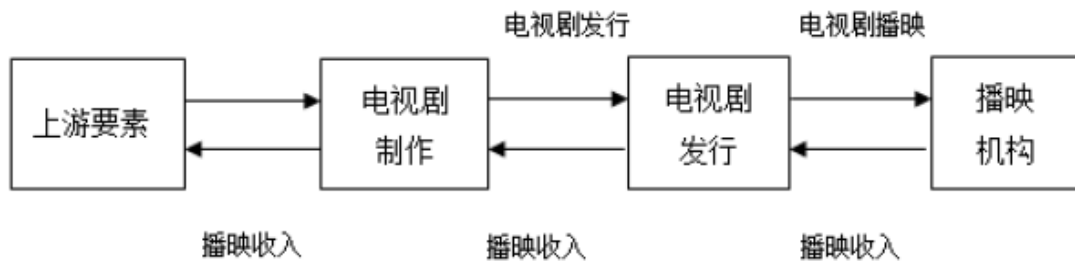 电视剧发行
电视剧播映
上游要素
电视剧
制作
电视剧
发行
播映
机构
播映收入
播映收入
播映收入